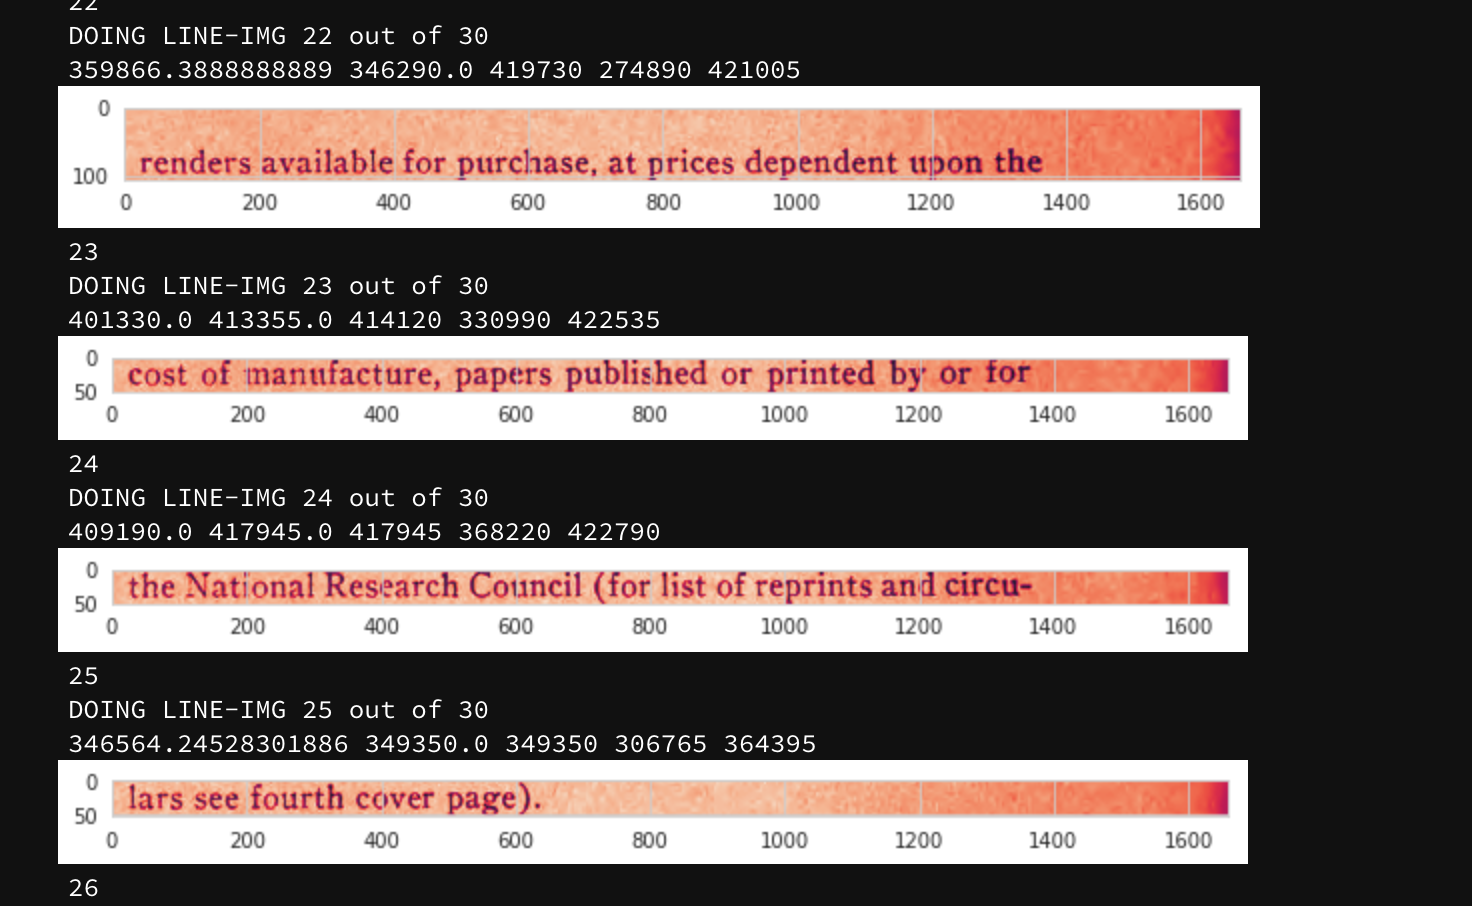 22
DOING LINE-IMG 22 out of 30
359866.3888888889 346290.0 419730 274890 421005
0
renders available for purchase, at prices dependent upon the
100
0 200 400 600 800 1000 1200 1400 1600
23
DOING LINE-IMG 23 out of 30
401330.0 413355.0 414120 330990 422535
0
cost of manufacture, papers published or printed by or for
50
0 200 400 600 800 1000 1200 1400 1600
24
DOING LINE-IMG 24 out of 30
409190.0 417945.0 417945 368220 422790
0
the National Research Council (for list of reprints and circu-
50
0 200 400 600 800 1000 1200 1400 1600
25
DOING LINE-IMG 25 out of 30
346564.24528301886 349350.0 349350 306765 364395
0
lars see fourth cover page).
50
0 200 400 600 800 1000 1200 1400 1600
26